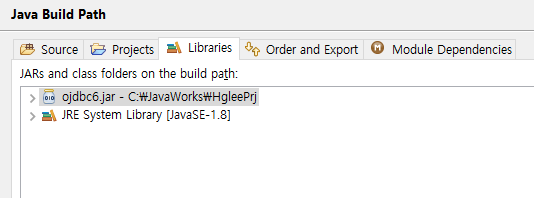 Java Build Path
Source Projects Libraries Order and Export Module Dependencies
JARs and class folders on the build path:
ojdbc6.jar - C:₩JavaWorks₩HgleePrj
JRE System Library [JavaSE-1.8]